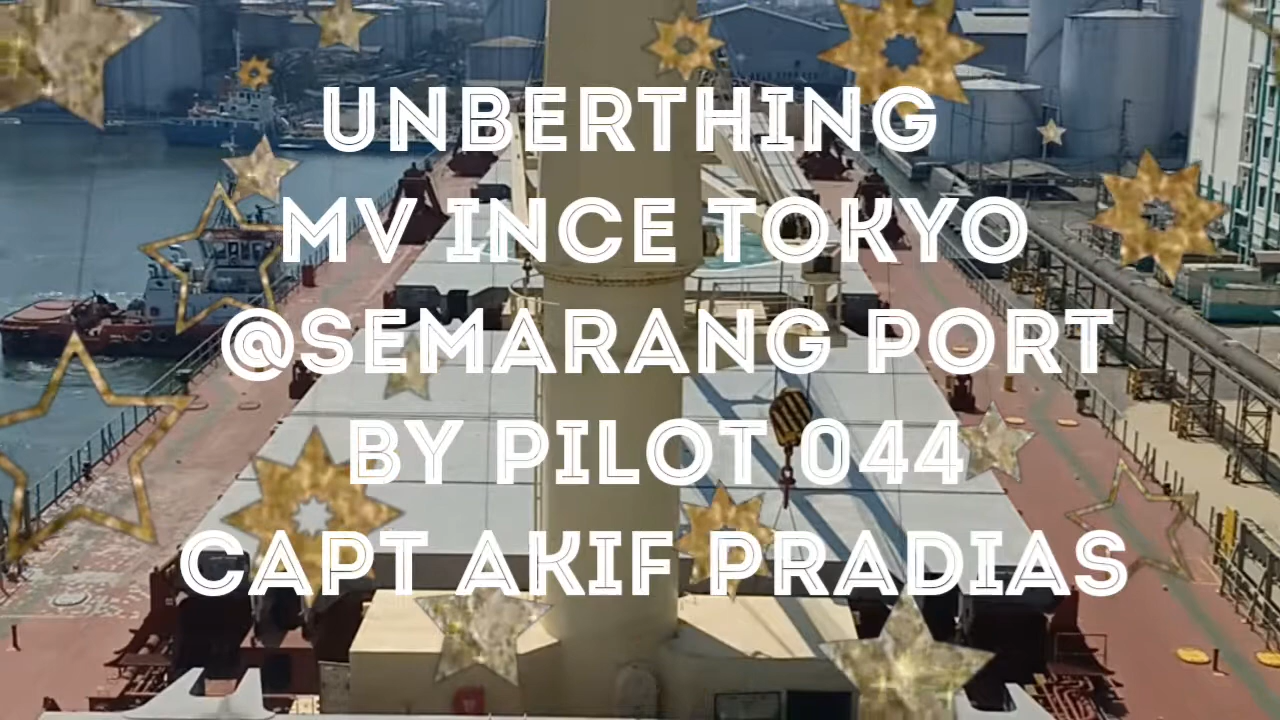 UNBERTHING
MV INCE TOKYO
@SEMARANG PORT
BY PILOT 044
CAPT AKIF PRADIAS